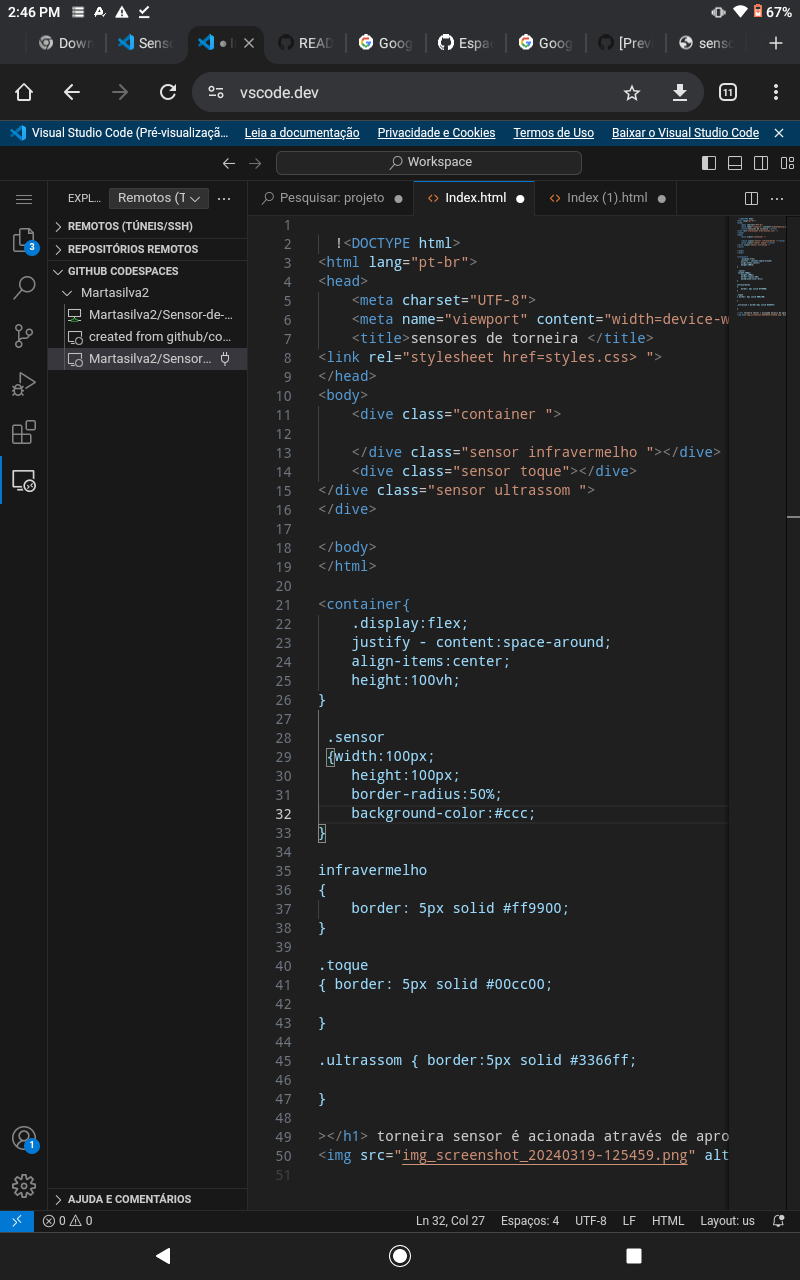 2:46 PM 67%
Down Senso I READ Goog Espa Goog [Prev senso
vscode.dev 11
Visual Studio Code (Pré-visualizaçã... Leia a documentação Privacidade e Cookies Termos de Uso Baixar o Visual Studio Code
Workspace
EXPL... Remotos (T ... Pesquisar: projeto Index.html Index (1).html ...
REMOTOS (TÚNEIS/SSH)
REPOSITÓRIOS REMOTOS
GITHUB CODESPACES
Martasilva2
Martasilva2/Sensor-de-...
created from github/co...
Martasilva2/Sensor...
3
1
2 !<DOCTYPE html>
3 <html lang="pt-br">
4 <head>
5 <meta charset="UTF-8">
6 <meta name="viewport" content="width=device-w
7 <title>sensores de torneira </title>
8 <link rel="stylesheet href=styles.css> ">
9 </head>
10 <body>
11 <dive class="container ">
12
13 </dive class="sensor infravermelho "></dive>
14 <dive class="sensor toque"></dive>
15 </dive class="sensor ultrassom ">
16 </dive>
17
18 </body>
19 </html>
20
21 <container{
22 .display:flex;
23 justify - content:space-around;
24 align-items:center;
25 height:100vh;
26 }
27
28 .sensor
29 {width:100px;
30 height:100px;
31 border-radius:50%;
32 background-color:#ccc;
33 }
34
35 infravermelho
36 {
37 border: 5px solid #ff9900;
38 }
39
40 .toque
41 { border: 5px solid #00cc00;
42
43 }
44
45 .ultrassom { border:5px solid #3366ff;
46
47 }
48
49 ></h1> torneira sensor é acionada através de apro
50 <img src="img_screenshot_20240319-125459.png" alt
51
1
AJUDA E COMENTÁRIOS
0 0 Ln 32, Col 27 Espaços: 4 UTF-8 LF HTML Layout: us